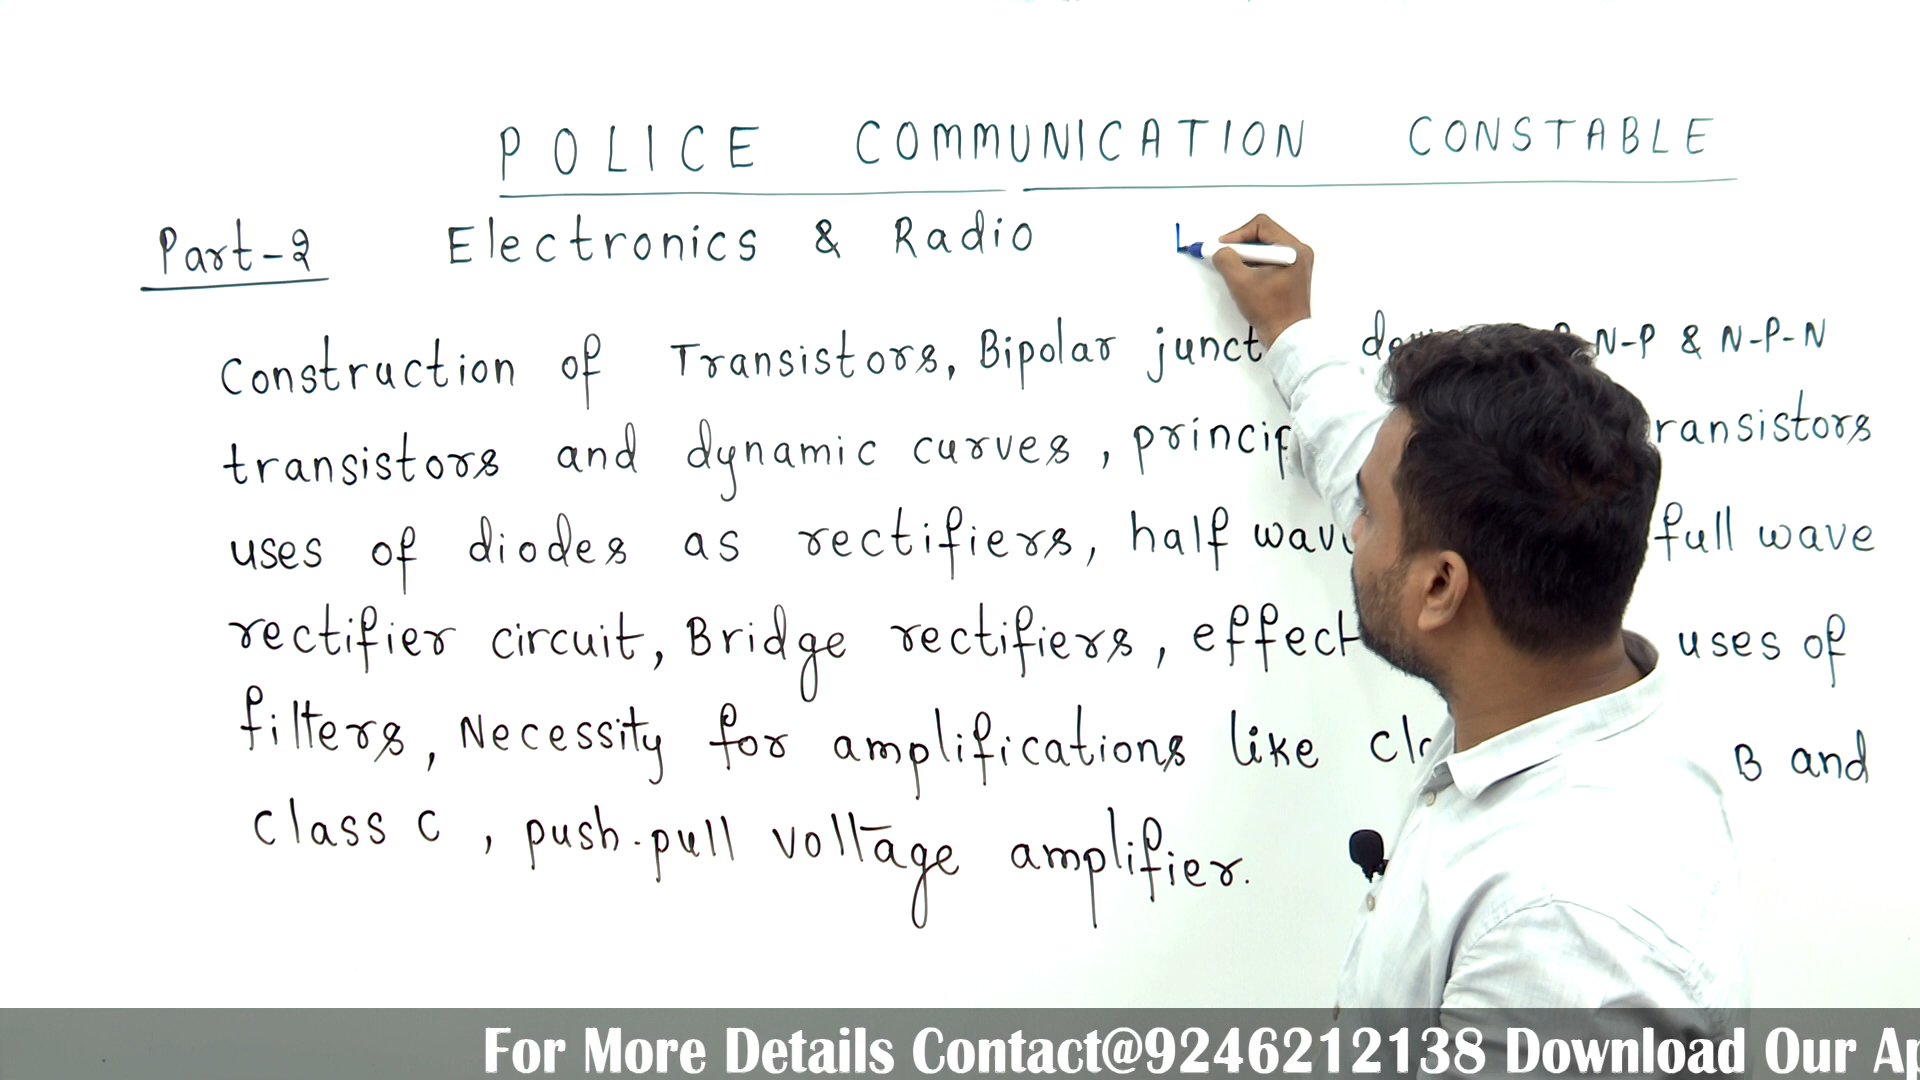 POLICE COMMUNICATION CONSTABLE
Part-2 Electronics & Radio
Construction of Transistors, Bipolar junct N-P & N-P-N
transistors and dynamic curves, princip ransistors
uses of diodes as rectifiers, half wave full wave
rectifier circuit, Bridge rectifiers, effect uses of
filters, Necessity for amplifications like B and
class C, push-pull voltage amplifier.
For More Details Contact@9246212138 Download Our Ap